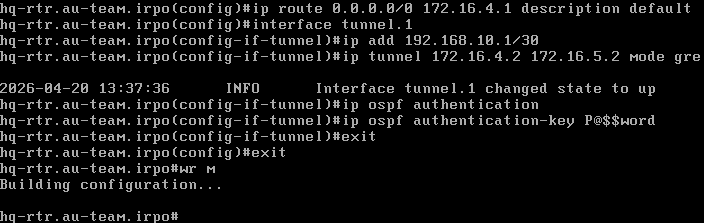 hq-rtr.au-team.irpo(config)#ip route 0.0.0.0/0 172.16.4.1 description default
hq-rtr.au-team.irpo(config)#interface tunnel.1
hq-rtr.au-team.irpo(config-if-tunnel)#ip add 192.168.10.1/30
hq-rtr.au-team.irpo(config-if-tunnel)#ip tunnel 172.16.4.2 172.16.5.2 mode gre
2026-04-20 13:37:36 INFO Interface tunnel.1 changed state to up
hq-rtr.au-team.irpo(config-if-tunnel)#ip ospf authentication
hq-rtr.au-team.irpo(config-if-tunnel)#ip ospf authentication-key P@$$word
hq-rtr.au-team.irpo(config-if-tunnel)#exit
hq-rtr.au-team.irpo(config)#exit
hq-rtr.au-team.irpo#wr m
Building configuration...
hq-rtr.au-team.irpo#